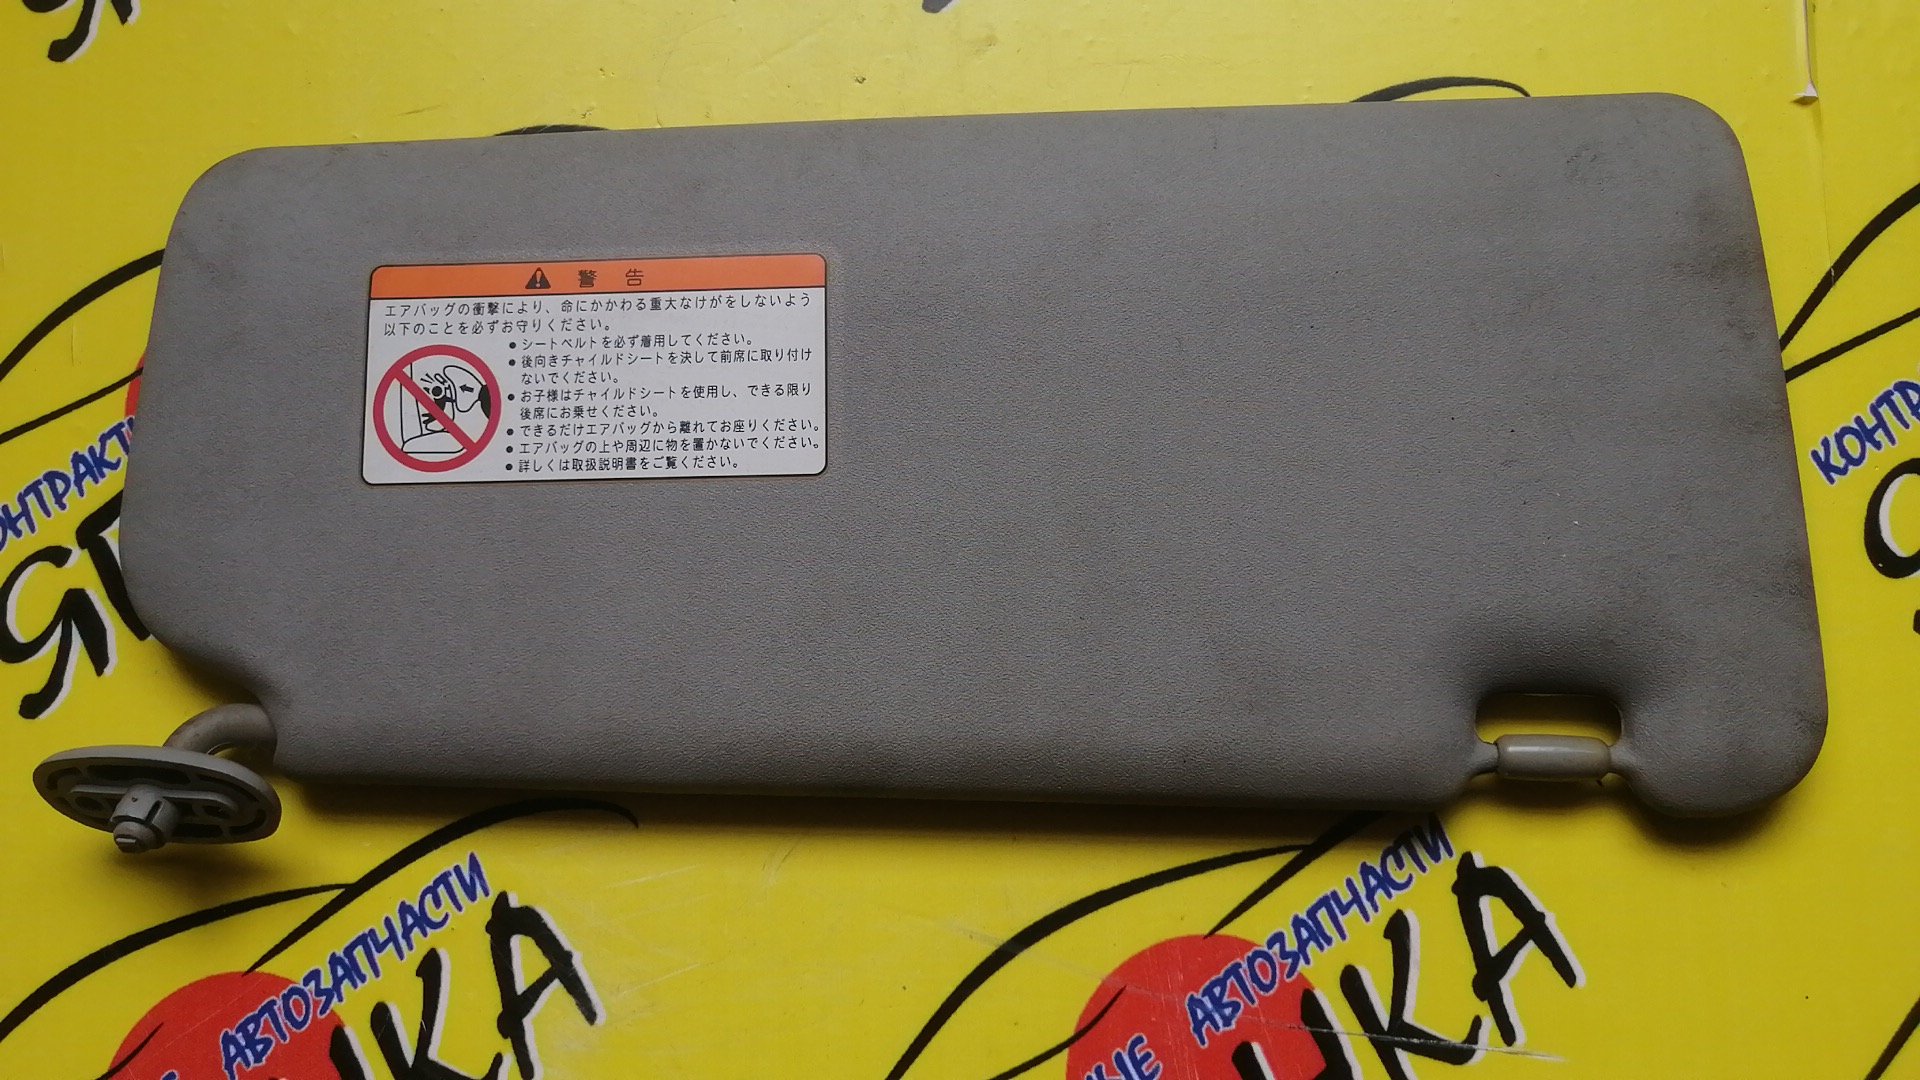 警告
エアバッグの衝撃により、命にかかわる重大なけがをしないよう
以下のことを必ずお守りください。
●シートベルトを必ず着用してください。
●後向きチャイルドシートを決して前席に取り付け
ないでください。
●お子様はチャイルドシートを使用し、できる限り
後席にお乗せください。
●できるだけエアバッグから離れてお座りください。
●エアバッグの上や周辺に物を置かないでください。
●詳しくは取扱説明書をご覧ください。
АВТОЗАПЧАСТИ
АВТОЗАПЧАСТИ